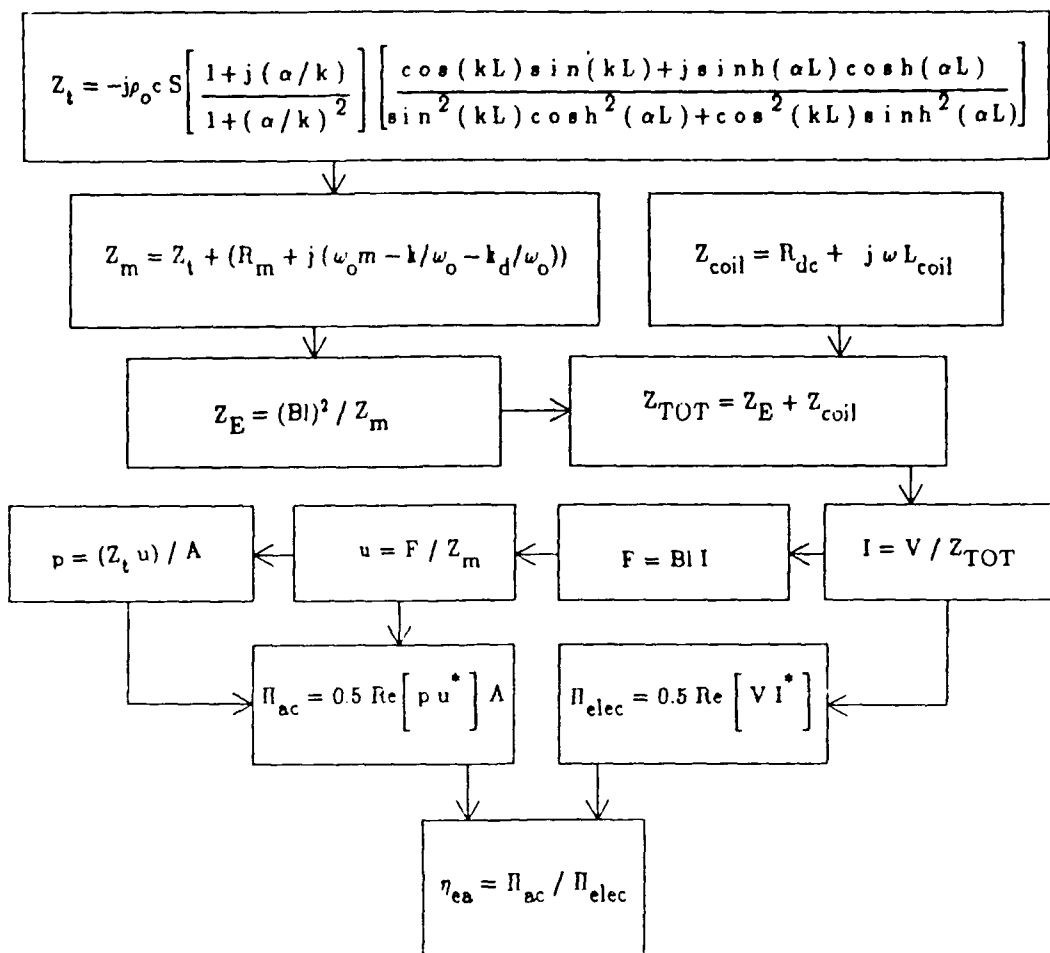 Z_t = -jρ_o c S [ (1 + j(α/k)) / (1 + (α/k)^2) ] [ (cos(kL)sin(kL) + jsinh(αL)cosh(αL)) / (sin^2(kL)cosh^2(αL) + cos^2(kL)sinh^2(αL)) ]
Z_m = Z_t + (R_m + j(ω_o m - k/ω_o - k_d/ω_o))
Z_coil = R_dc + j ω L_coil
Z_E = (Bl)^2 / Z_m
Z_TOT = Z_E + Z_coil
p = (Z_t u) / A
u = F / Z_m
F = Bl I
I = V / Z_TOT
Π_ac = 0.5 Re[ p u^* ] A
Π_elec = 0.5 Re[ V I^* ]
η_ea = Π_ac / Π_elec